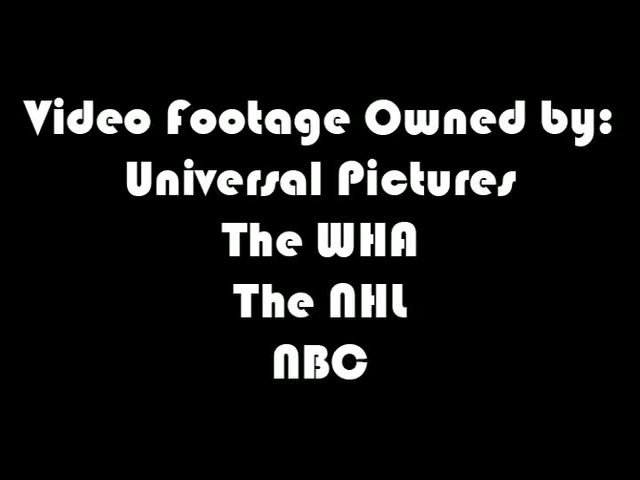 Video Footage Owned by:
Universal Pictures
The WHA
The NHL
NBC